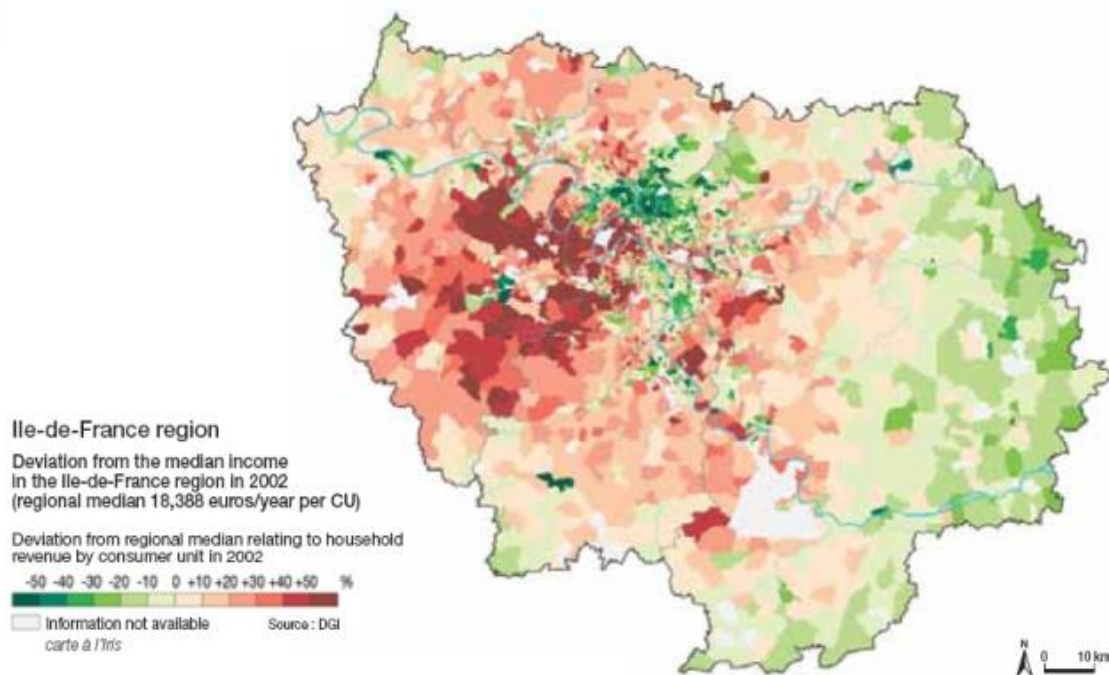 Ile-de-France region
Deviation from the median income
in the Ile-de-France region in 2002
(regional median 18,388 euros/year per CU)
Deviation from regional median relating to household
revenue by consumer unit in 2002
-50 -40 -30 -20 -10 0 +10 +20 +30 +40 +50 %
Information not available Source : DGI
carte à l'Iris
N
0 10 km